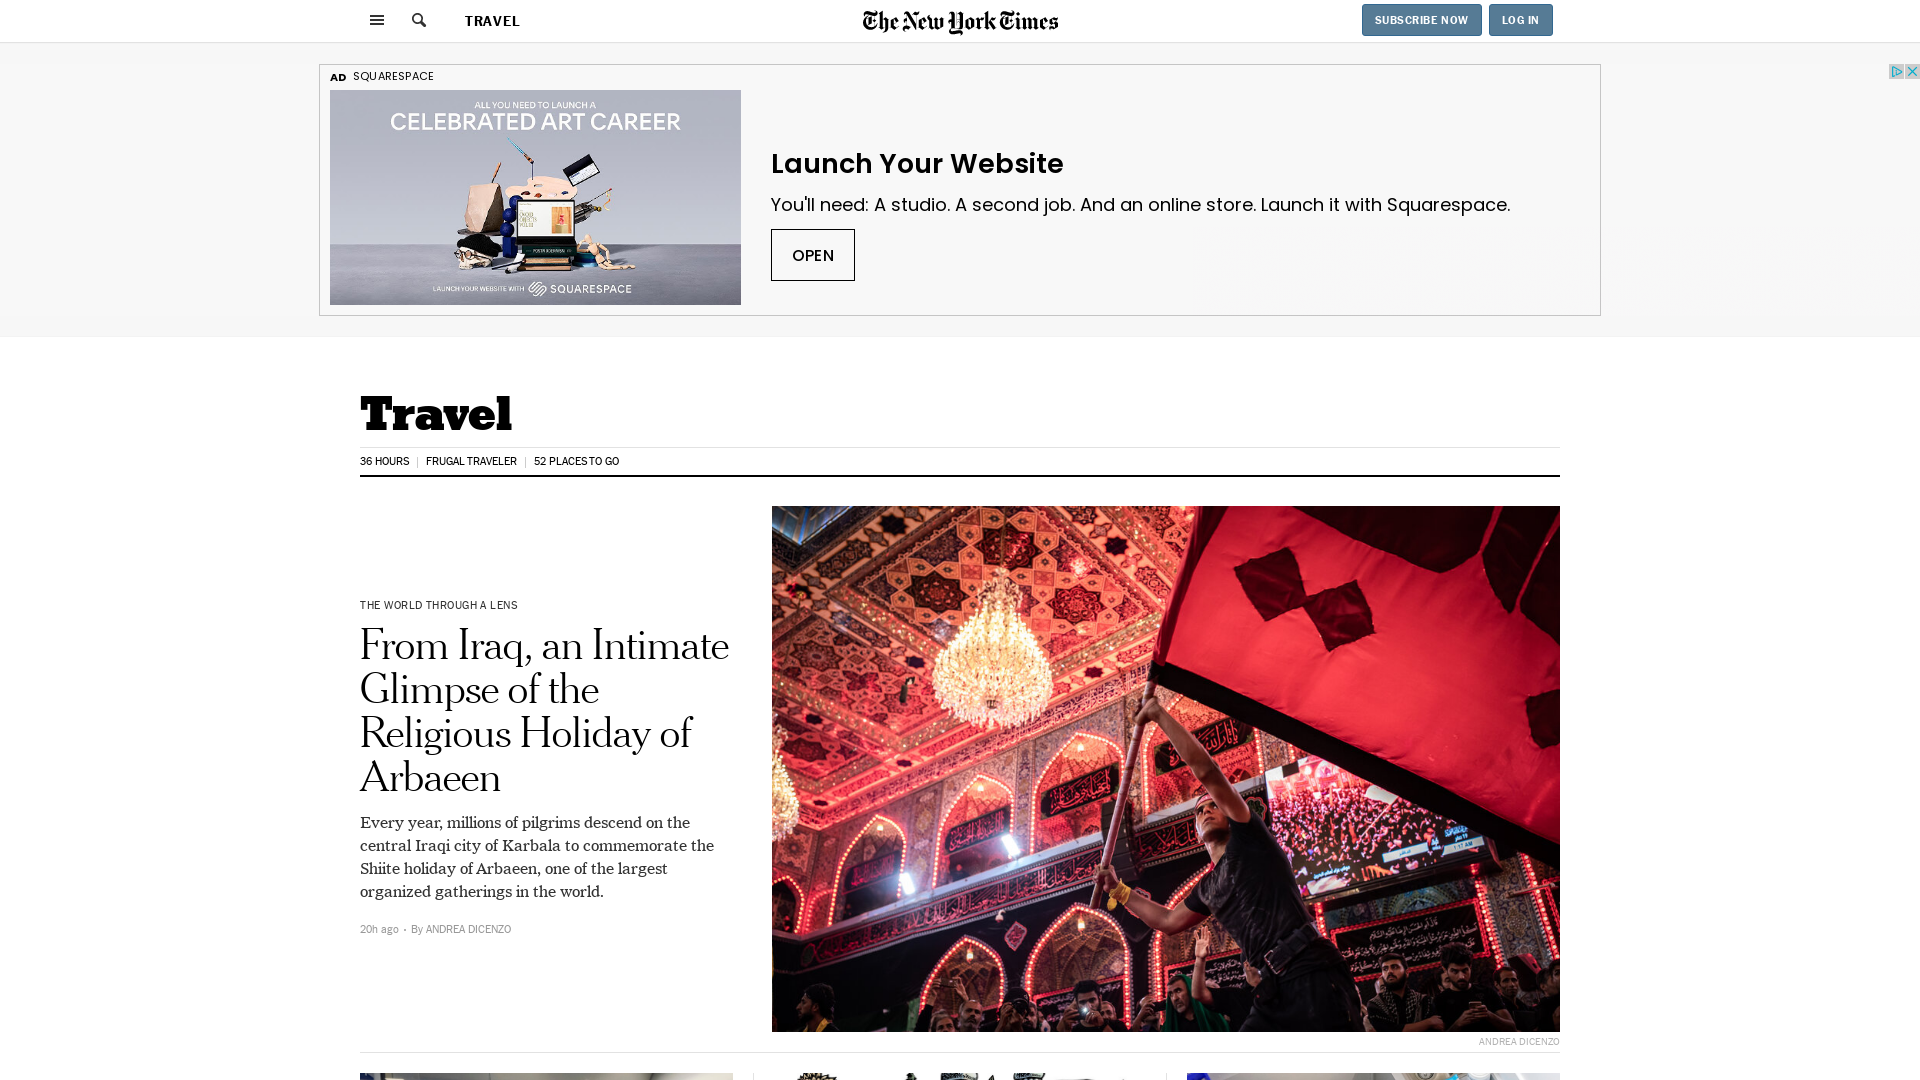 TRAVEL
The New York Times
SUBSCRIBE NOW
LOG IN
AD SQUARESPACE
ALL YOU NEED TO LAUNCH A
CELEBRATED ART CAREER
LAUNCH YOUR WEBSITE WITH SQUARESPACE
Launch Your Website
You'll need: A studio. A second job. And an online store. Launch it with Squarespace.
OPEN
Travel
36 HOURS
FRUGAL TRAVELER
52 PLACES TO GO
THE WORLD THROUGH A LENS
From Iraq, an Intimate
Glimpse of the
Religious Holiday of
Arbaeen
Every year, millions of pilgrims descend on the
central Iraqi city of Karbala to commemorate the
Shiite holiday of Arbaeen, one of the largest
organized gatherings in the world.
20h ago • By ANDREA DICENZO
1:17 AM
ANDREA DICENZO